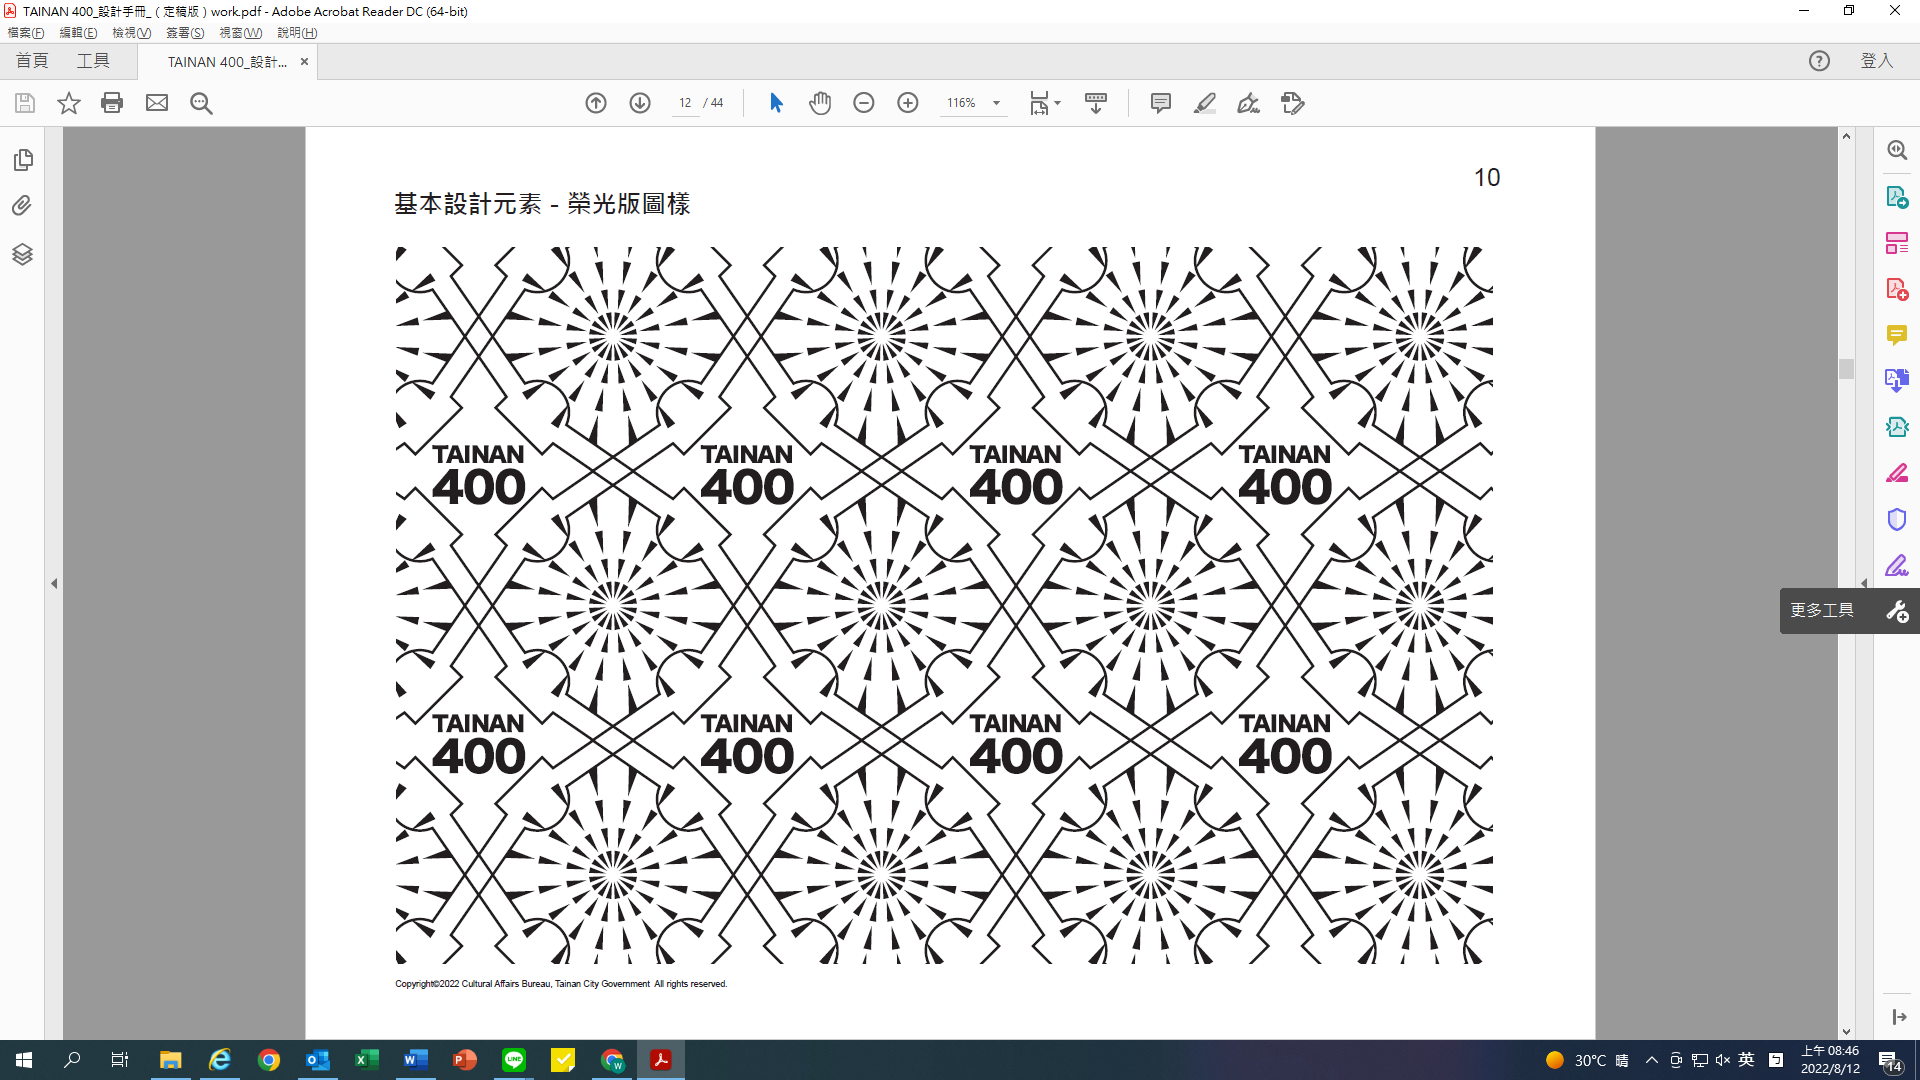 TAINAN 400_設計手冊_ ( 定稿版 ) work.pdf - Adobe Acrobat Reader DC (64-bit)
檔案(F) 編輯(E) 檢視(V) 簽署(S) 視窗(W) 說明(H)
首頁 工具 TAINAN 400_設計... × 登入
12 / 44 116%
10
基本設計元素 - 榮光版圖樣
TAINAN TAINAN TAINAN TAINAN
400 400 400 400
更多工具
TAINAN TAINAN TAINAN TAINAN
400 400 400 400
Copyright©2022 Cultural Affairs Bureau, Tainan City Government All rights reserved.
30°C 晴 英 上午 08:46
2022/8/12 14